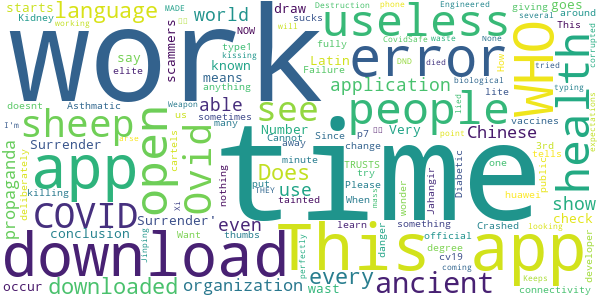 work
time
This app
download
app
COVID
sheep
open
Ovid
see
people
useless
error
WHO
health
ancient
every
even
use
Does
able
application
Chinese
show
check
language
world
Latin
draw
starts
Kidney
working
corrupt
known
means
goes
giving
several
around
This
lite
Very
Number
Failure
Cannot
minute
away
Since
p7
change
Please
When
TRUSTS
try
put
tainted
nothing
wonder
Jahangir
Diabetic
3rd
tells
public
vaccines
tried
typing
None
biological
died
DND
CovidSafe
waste
phone
Engineered
Destruction
MADE
NOW
scammers
elite
type1
kissing
will
fully
sucks
say
anything
sometimes
us
many
Weapon
doesnt
Asthmatic
Surrender
Surrender'
I'm
killing
cartels
Xi
Jinping
propaganda
deliberately
conclusion
downloaded
occur
organization
Want
thumbs
perfectly
THEY
learn
something
mass
danger
official
degree
cv19
coming
Keeps
connectivity
wast
huawei
one
point
lied
How
expectations
developer
looking